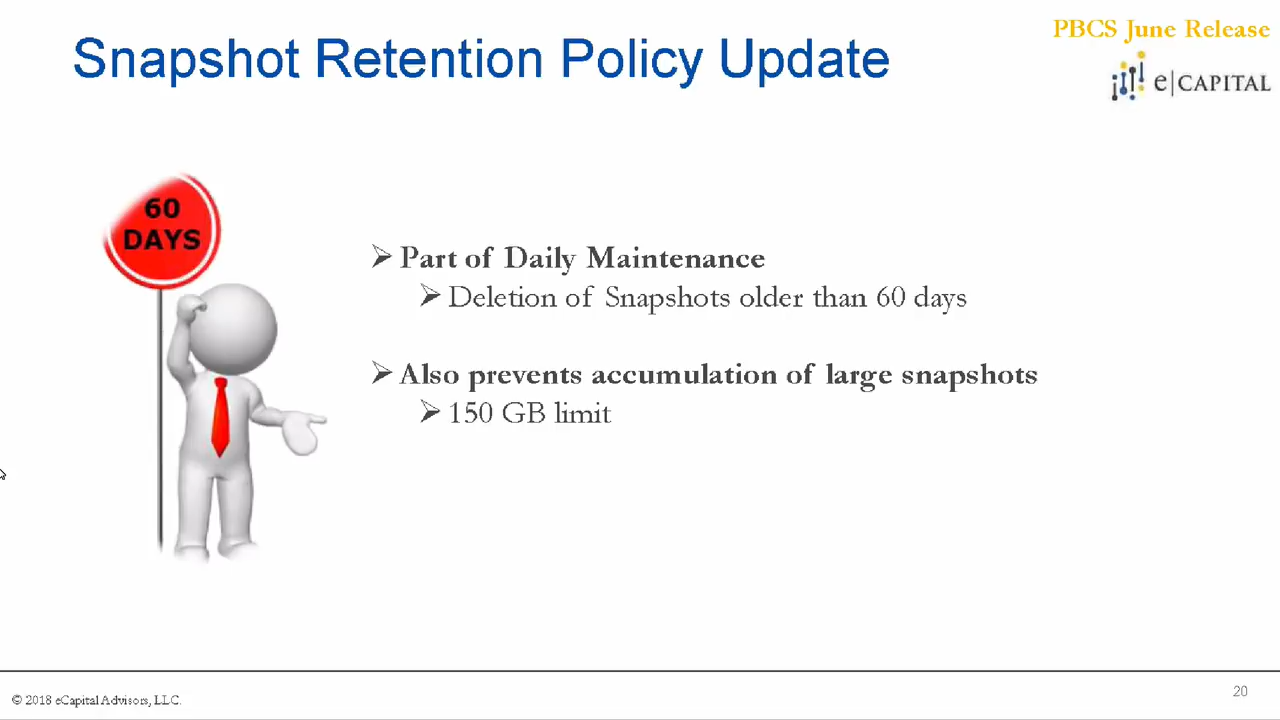 PBCS June Release
Snapshot Retention Policy Update
e|CAPITAL
60
DAYS
➢ Part of Daily Maintenance
➢ Deletion of Snapshots older than 60 days
➢ Also prevents accumulation of large snapshots
➢ 150 GB limit
© 2018 eCapital Advisors, LLC.
20